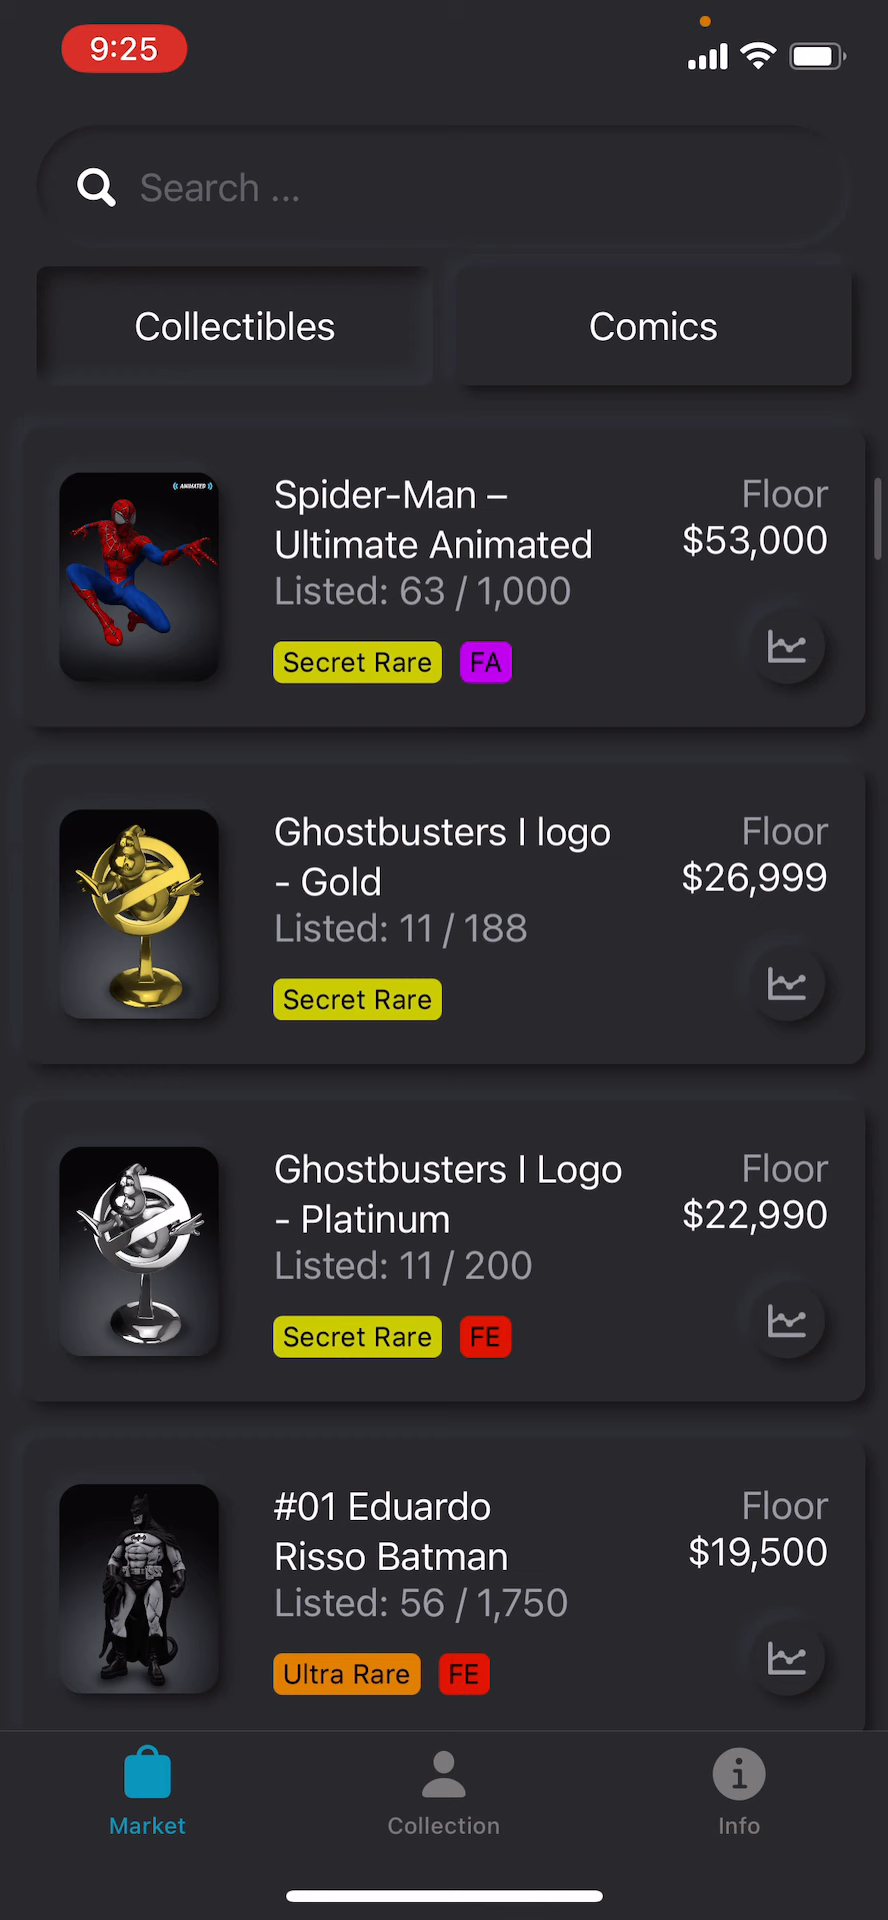 9:25
Search ...
Collectibles
Comics
ANIMATED
Spider-Man –
Ultimate Animated
Listed: 63 / 1,000
Secret Rare
FA
Floor
$53,000
Ghostbusters I logo
- Gold
Listed: 11 / 188
Secret Rare
Floor
$26,999
Ghostbusters I Logo
- Platinum
Listed: 11 / 200
Secret Rare
FE
Floor
$22,990
#01 Eduardo
Risso Batman
Listed: 56 / 1,750
Ultra Rare
FE
Floor
$19,500
Market
Collection
Info